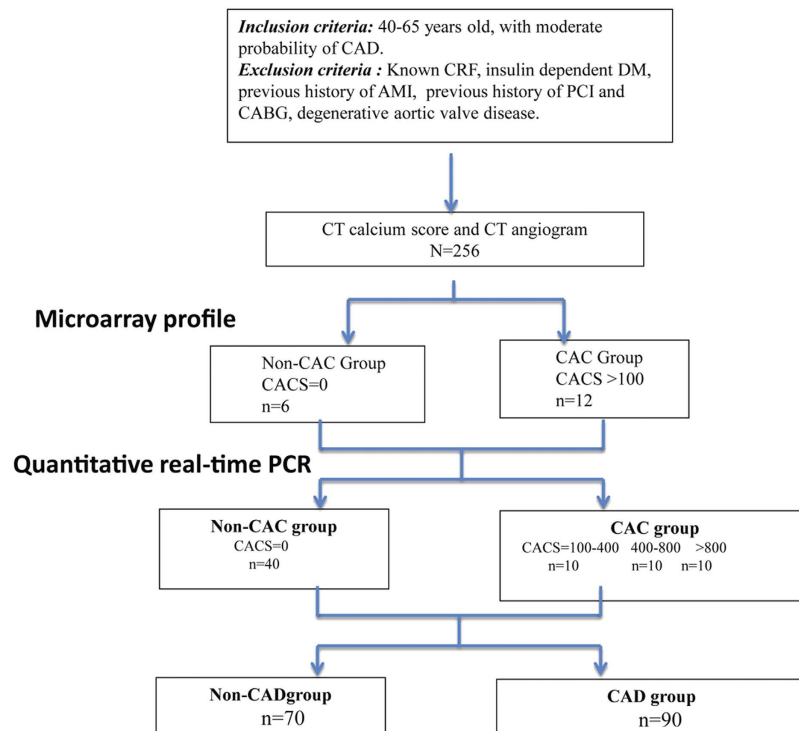 Inclusion criteria: 40-65 years old, with moderate
probability of CAD.
Exclusion criteria : Known CRF, insulin dependent DM,
previous history of AMI, previous history of PCI and
CABG, degenerative aortic valve disease.
CT calcium score and CT angiogram
N=256
Microarray profile
Non-CAC Group
CACS=0
n=6
CAC Group
CACS >100
n=12
Quantitative real-time PCR
Non-CAC group
CACS=0
n=40
CAC group
CACS=100-400 400-800 >800
n=10 n=10 n=10
Non-CADgroup
n=70
CAD group
n=90